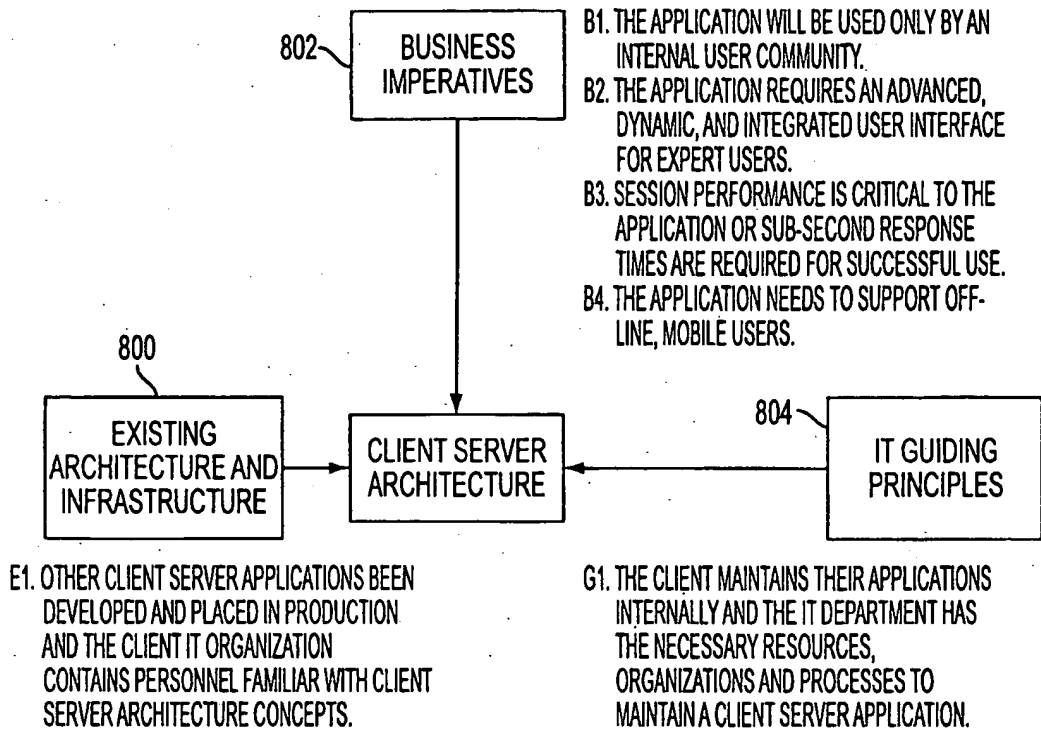 802
BUSINESS
IMPERATIVES
B1. THE APPLICATION WILL BE USED ONLY BY AN
INTERNAL USER COMMUNITY.
B2. THE APPLICATION REQUIRES AN ADVANCED,
DYNAMIC, AND INTEGRATED USER INTERFACE
FOR EXPERT USERS.
B3. SESSION PERFORMANCE IS CRITICAL TO THE
APPLICATION OR SUB-SECOND RESPONSE
TIMES ARE REQUIRED FOR SUCCESSFUL USE.
B4. THE APPLICATION NEEDS TO SUPPORT OFF-
LINE, MOBILE USERS.
800
EXISTING
ARCHITECTURE AND
INFRASTRUCTURE
CLIENT SERVER
ARCHITECTURE
804
IT GUIDING
PRINCIPLES
E1. OTHER CLIENT SERVER APPLICATIONS BEEN
DEVELOPED AND PLACED IN PRODUCTION
AND THE CLIENT IT ORGANIZATION
CONTAINS PERSONNEL FAMILIAR WITH CLIENT
SERVER ARCHITECTURE CONCEPTS.
G1. THE CLIENT MAINTAINS THEIR APPLICATIONS
INTERNALLY AND THE IT DEPARTMENT HAS
THE NECESSARY RESOURCES,
ORGANIZATIONS AND PROCESSES TO
MAINTAIN A CLIENT SERVER APPLICATION.